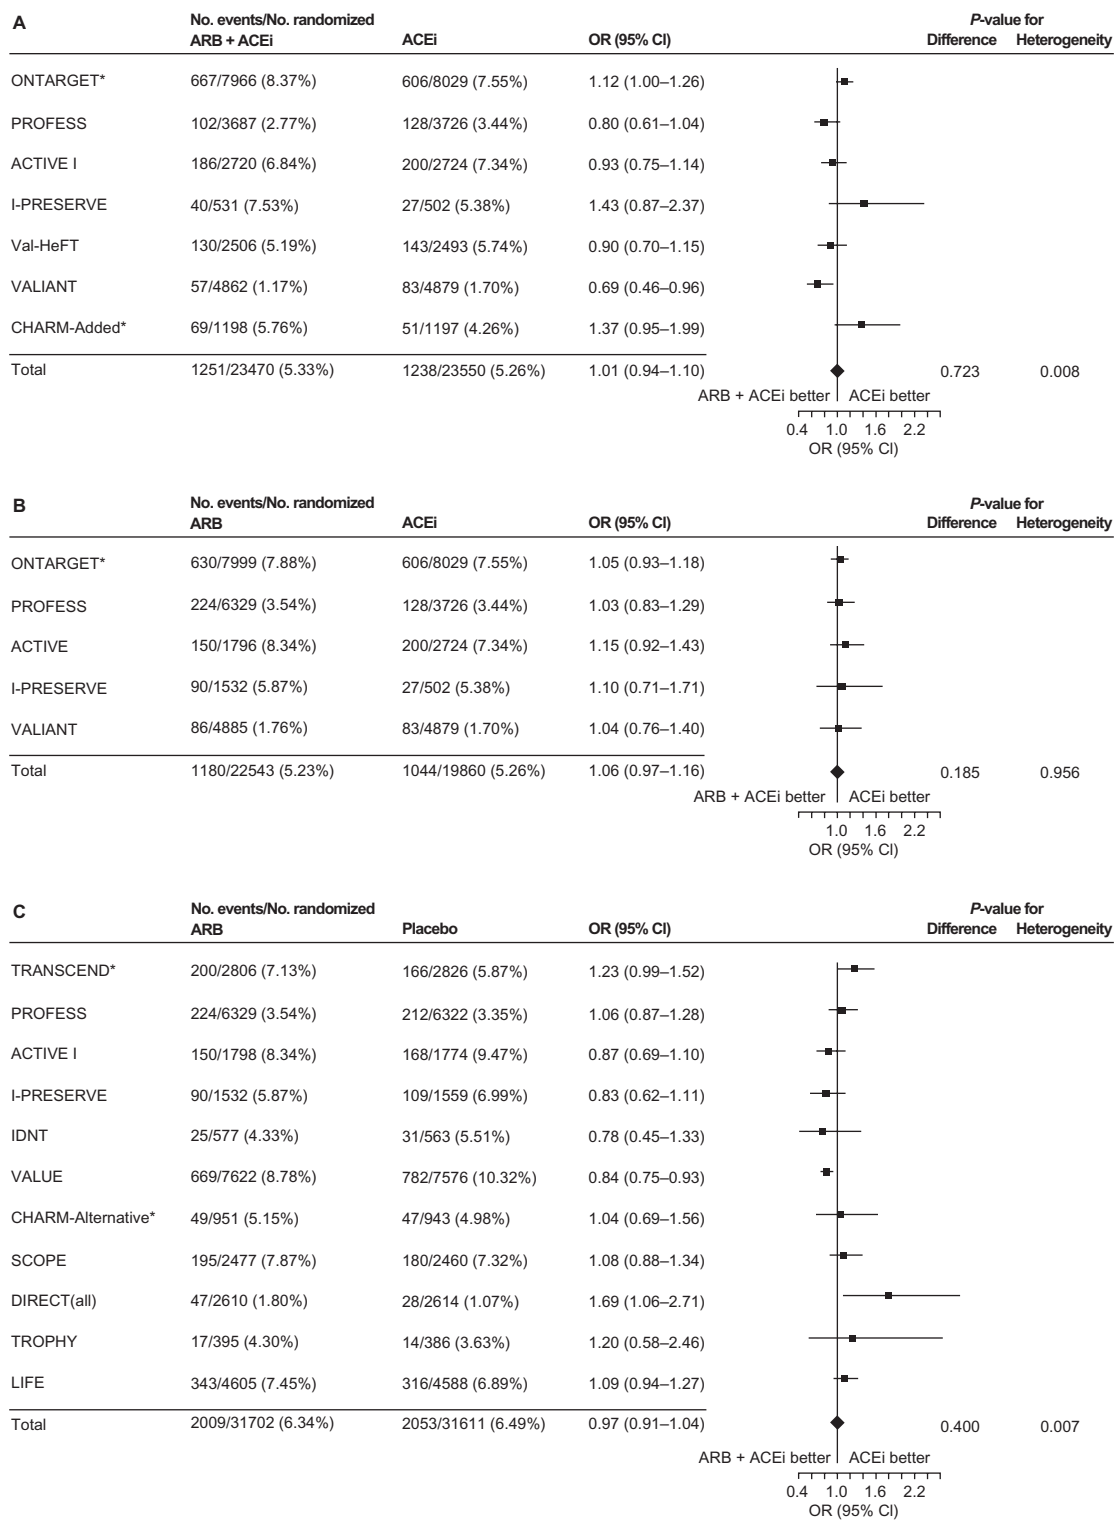 A No. events/No. randomized P-value for
ARB + ACEi ACEi OR (95% CI) Difference Heterogeneity
ONTARGET* 667/7966 (8.37%) 606/8029 (7.55%) 1.12 (1.00–1.26)
PROFESS 102/3687 (2.77%) 128/3726 (3.44%) 0.80 (0.61–1.04)
ACTIVE I 186/2720 (6.84%) 200/2724 (7.34%) 0.93 (0.75–1.14)
I-PRESERVE 40/531 (7.53%) 27/502 (5.38%) 1.43 (0.87–2.37)
Val-HeFT 130/2506 (5.19%) 143/2493 (5.74%) 0.90 (0.70–1.15)
VALIANT 57/4862 (1.17%) 83/4879 (1.70%) 0.69 (0.46–0.96)
CHARM-Added* 69/1198 (5.76%) 51/1197 (4.26%) 1.37 (0.95–1.99)
Total 1251/23470 (5.33%) 1238/23550 (5.26%) 1.01 (0.94–1.10) 0.723 0.008
ARB + ACEi better ACEi better
0.4 1.0 1.6 2.2
OR (95% CI)
B No. events/No. randomized P-value for
ARB ACEi OR (95% CI) Difference Heterogeneity
ONTARGET* 630/7999 (7.88%) 606/8029 (7.55%) 1.05 (0.93–1.18)
PROFESS 224/6329 (3.54%) 128/3726 (3.44%) 1.03 (0.83–1.29)
ACTIVE 150/1796 (8.34%) 200/2724 (7.34%) 1.15 (0.92–1.43)
I-PRESERVE 90/1532 (5.87%) 27/502 (5.38%) 1.10 (0.71–1.71)
VALIANT 86/4885 (1.76%) 83/4879 (1.70%) 1.04 (0.76–1.40)
Total 1180/22543 (5.23%) 1044/19860 (5.26%) 1.06 (0.97–1.16) 0.185 0.956
ARB + ACEi better ACEi better
1.0 1.6 2.2
OR (95% CI)
C No. events/No. randomized P-value for
ARB Placebo OR (95% CI) Difference Heterogeneity
TRANSCEND* 200/2806 (7.13%) 166/2826 (5.87%) 1.23 (0.99–1.52)
PROFESS 224/6329 (3.54%) 212/6322 (3.35%) 1.06 (0.87–1.28)
ACTIVE I 150/1798 (8.34%) 168/1774 (9.47%) 0.87 (0.69–1.10)
I-PRESERVE 90/1532 (5.87%) 109/1559 (6.99%) 0.83 (0.62–1.11)
IDNT 25/577 (4.33%) 31/563 (5.51%) 0.78 (0.45–1.33)
VALUE 669/7622 (8.78%) 782/7576 (10.32%) 0.84 (0.75–0.93)
CHARM-Alternative* 49/951 (5.15%) 47/943 (4.98%) 1.04 (0.69–1.56)
SCOPE 195/2477 (7.87%) 180/2460 (7.32%) 1.08 (0.88–1.34)
DIRECT(all) 47/2610 (1.80%) 28/2614 (1.07%) 1.69 (1.06–2.71)
TROPHY 17/395 (4.30%) 14/386 (3.63%) 1.20 (0.58–2.46)
LIFE 343/4605 (7.45%) 316/4588 (6.89%) 1.09 (0.94–1.27)
Total 2009/31702 (6.34%) 2053/31611 (6.49%) 0.97 (0.91–1.04) 0.400 0.007
ARB + ACEi better ACEi better
0.4 1.0 1.6 2.2
OR (95% CI)